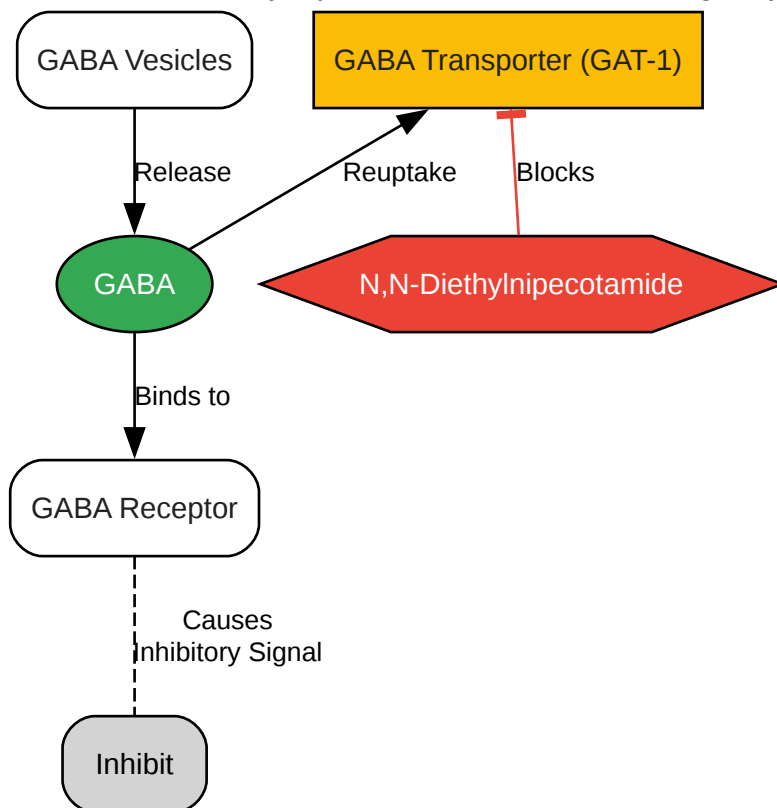 GABA Vesicles
GABA Transporter (GAT-1)
Release
Reuptake
Blocks
GABA
N,N-Diethylnipecotamide
Binds to
GABA Receptor
Causes
Inhibitory Signal
Inhibit